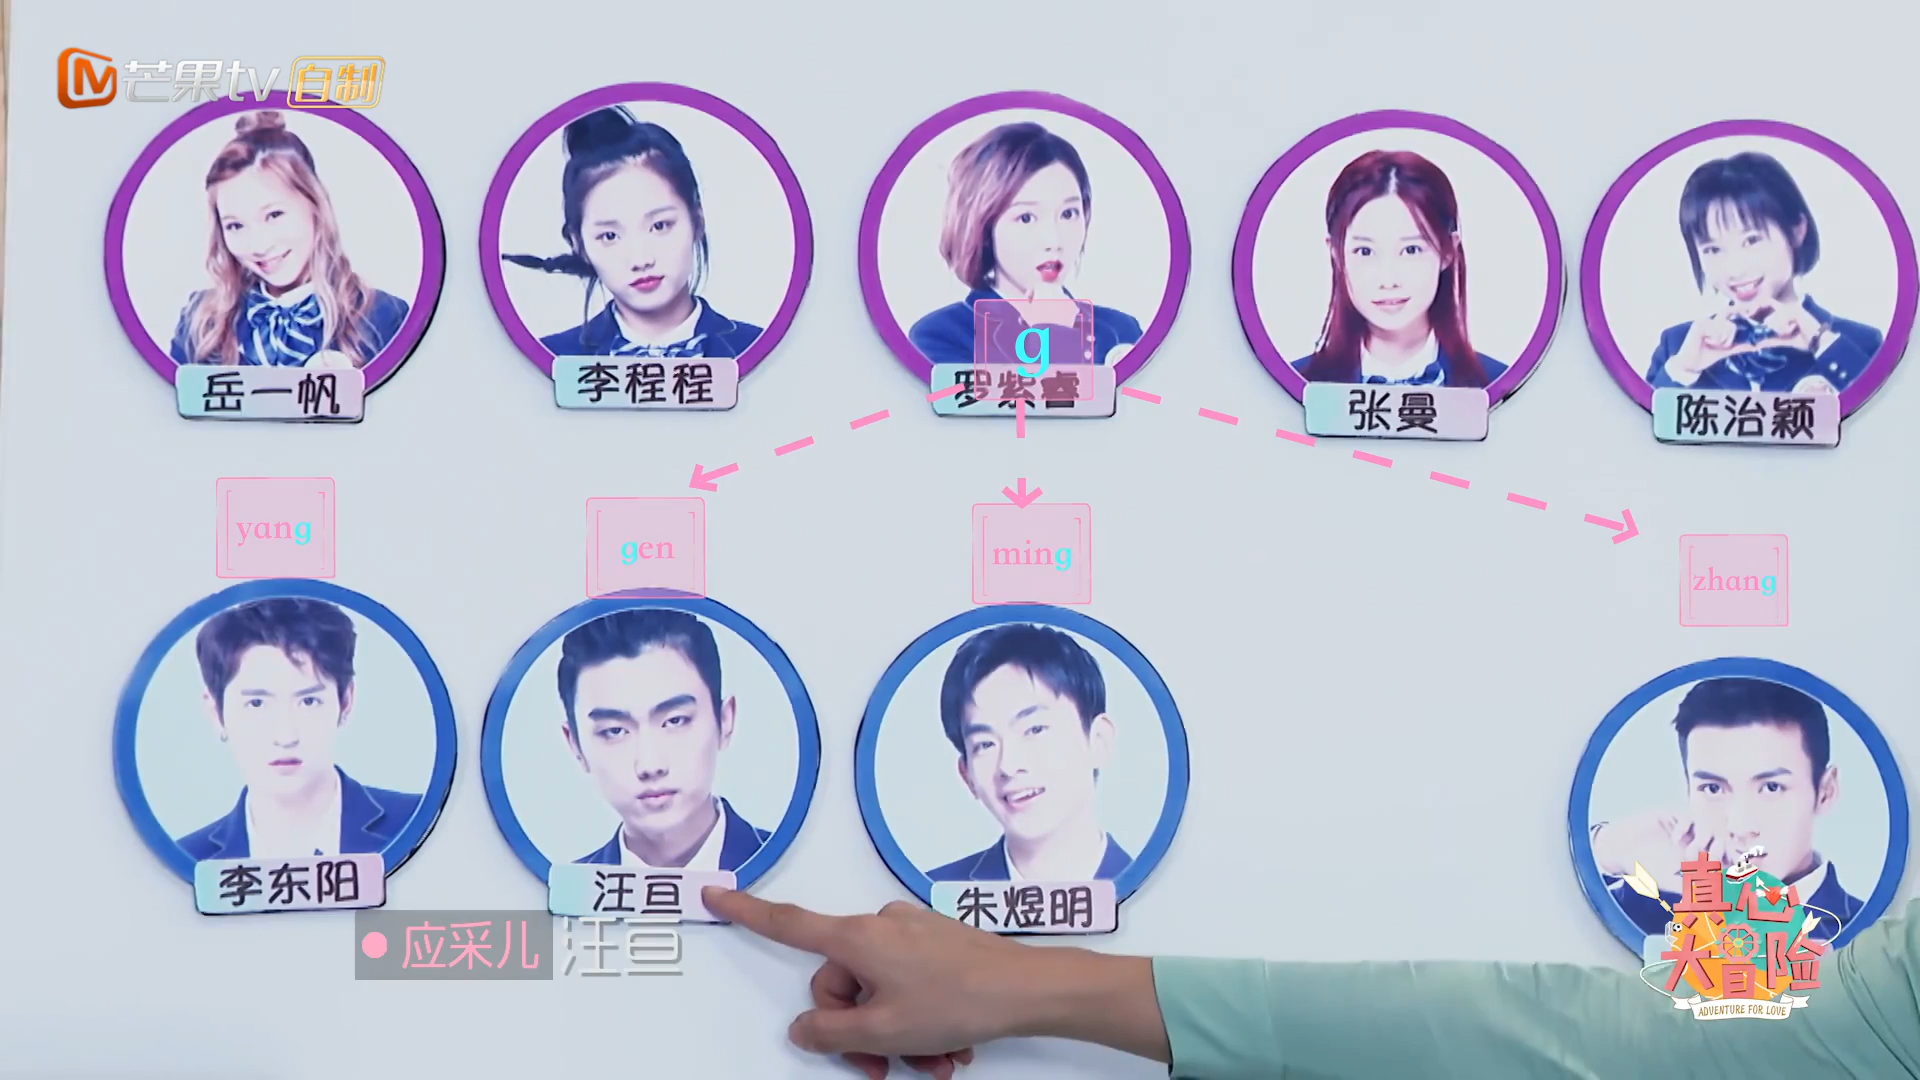 芒果tv 自制
岳一帆
李程程
罗紫睿
张曼
陈治颖
g
yang
gen
ming
zhang
李东阳
汪亘
朱煜明
应采儿 汪亘
真心
大冒险
ADVENTURE FOR LOVE